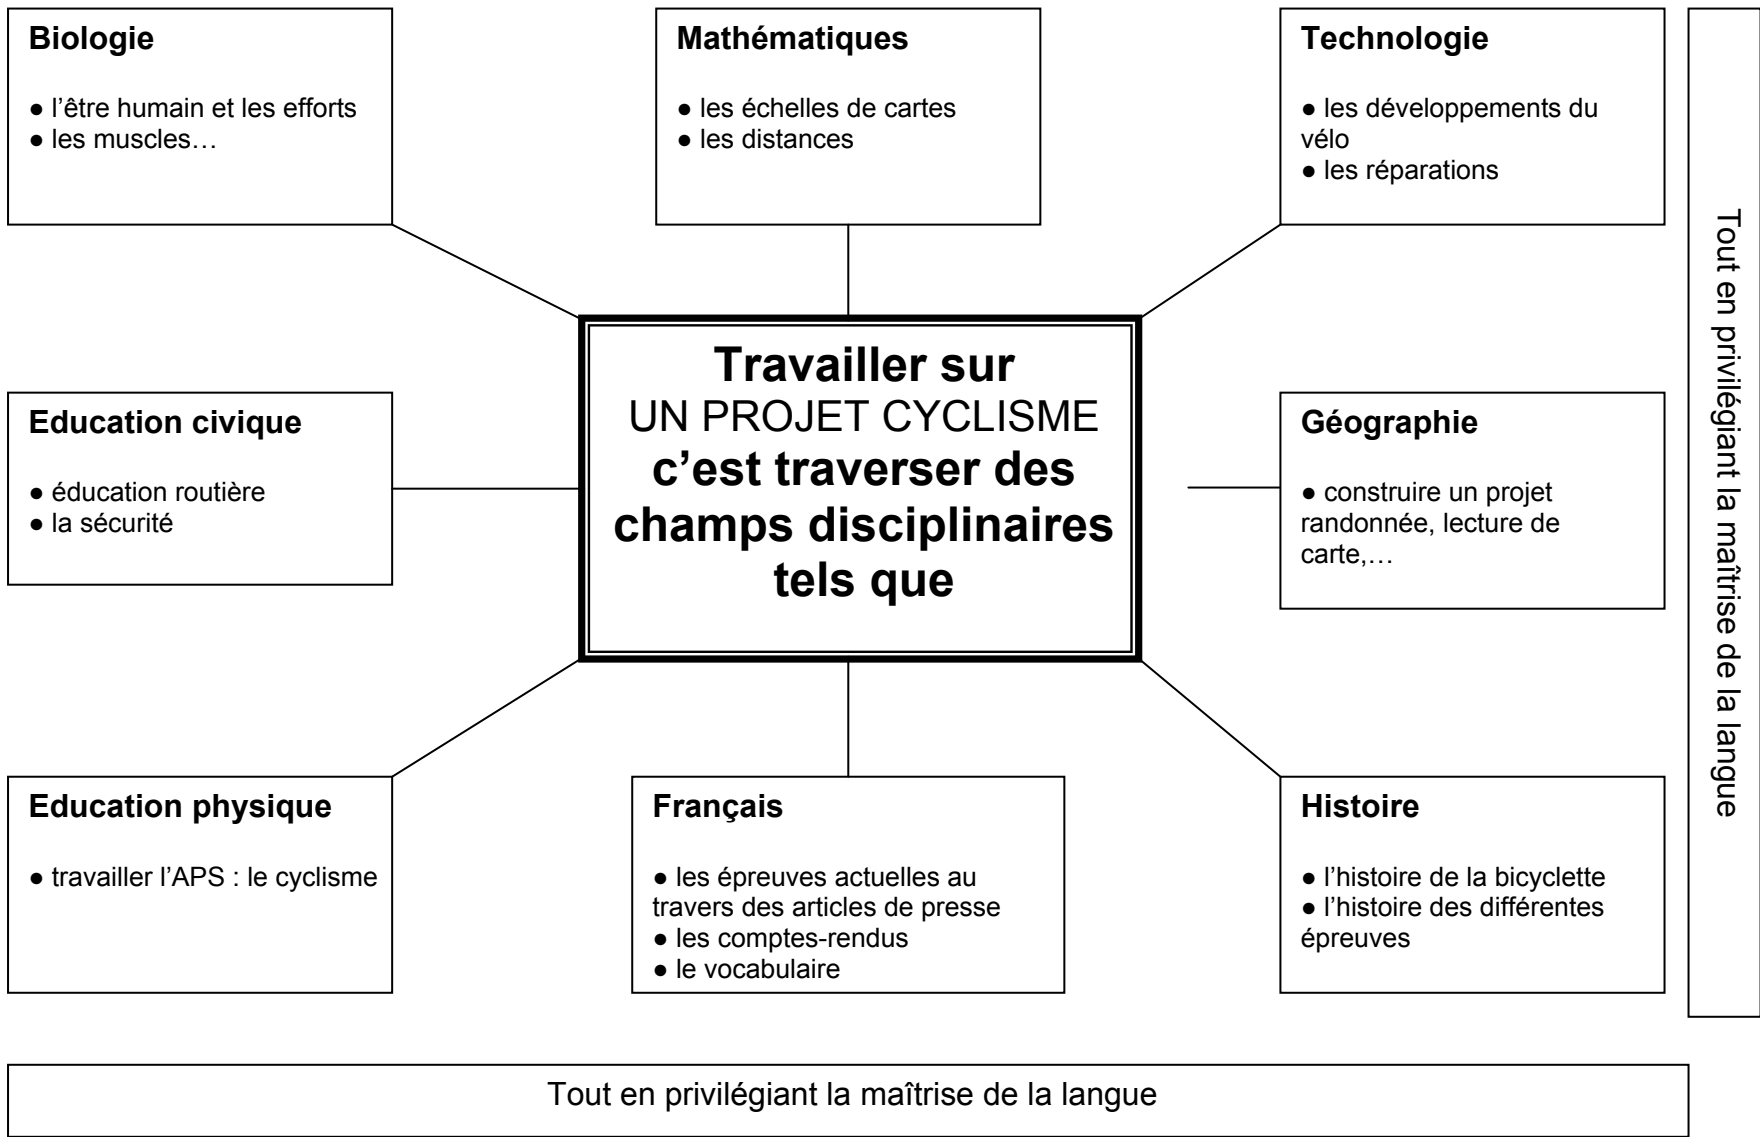 Biologie
● l’être humain et les efforts
● les muscles…
Mathématiques
● les échelles de cartes
● les distances
Technologie
● les développements du
vélo
● les réparations
Travailler sur
UN PROJET CYCLISME
c’est traverser des
champs disciplinaires
tels que
Education civique
● éducation routière
● la sécurité
Géographie
● construire un projet
randonnée, lecture de
carte,…
Education physique
● travailler l’APS : le cyclisme
Français
● les épreuves actuelles au
travers des articles de presse
● les comptes-rendus
● le vocabulaire
Histoire
● l’histoire de la bicyclette
● l’histoire des différentes
épreuves
Tout en privilégiant la maîtrise de la langue
Tout en privilégiant la maîtrise de la langue